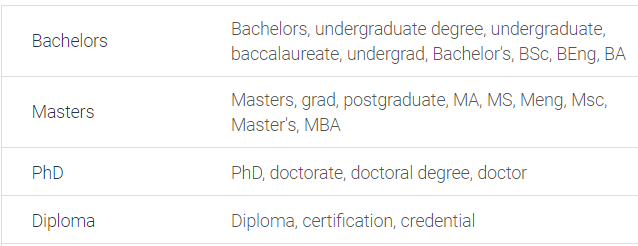 Bachelors
Bachelors, undergraduate degree, undergraduate,
baccalaureate, undergrad, Bachelor's, BSc, BEng, BA
Masters
Masters, grad, postgraduate, MA, MS, Meng, Msc,
Master's, MBA
PhD
PhD, doctorate, doctoral degree, doctor
Diploma
Diploma, certification, credential